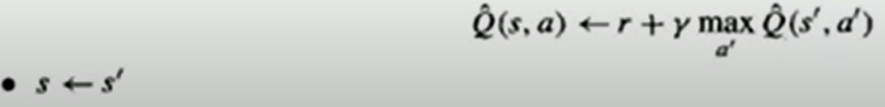 Q̂(s, a) ← r + γ max Q̂(s′, a′)
a′
• s ← s′